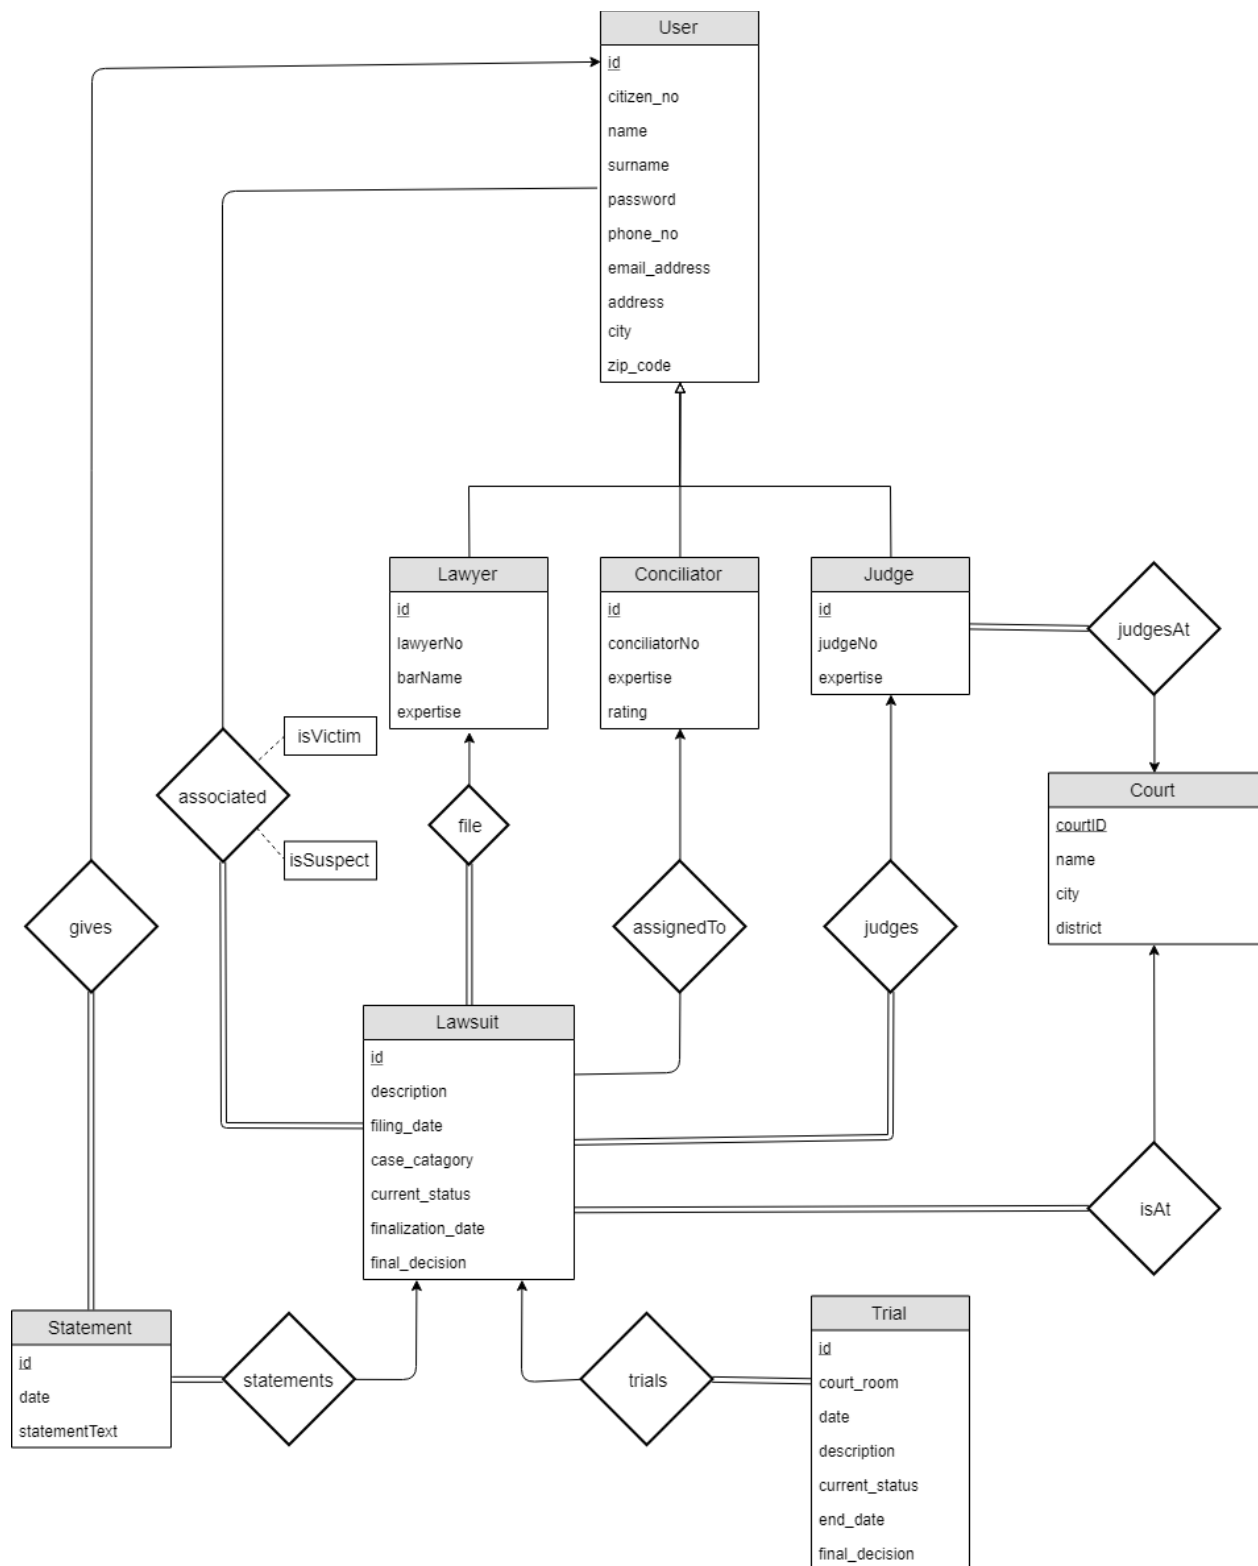 User
id
citizen_no
name
surname
password
phone_no
email_address
address
city
zip_code
Lawyer
id
lawyerNo
barName
expertise
Conciliator
id
conciliatorNo
expertise
rating
Judge
id
judgeNo
expertise
judgesAt
isVictim
associated
isSuspect
file
Court
courtID
name
city
district
gives
assignedTo
judges
Lawsuit
id
description
filing_date
case_catagory
current_status
finalization_date
final_decision
isAt
Statement
id
date
statementText
statements
trials
Trial
id
court_room
date
description
current_status
end_date
final_decision